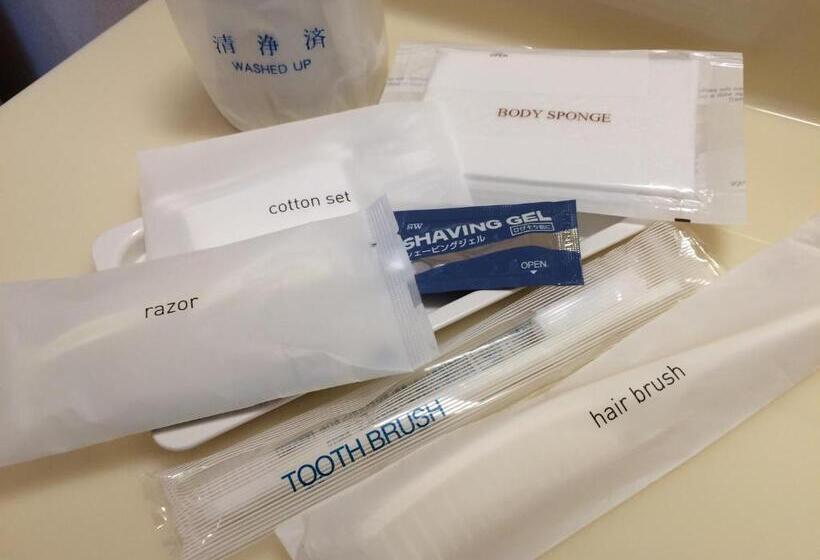 清浄済
WASHED UP
OPEN
BODY SPONGE
cotton set
SHAVING GEL
シェービングジェル
OPEN
razor
hair brush
TOOTH BRUSH